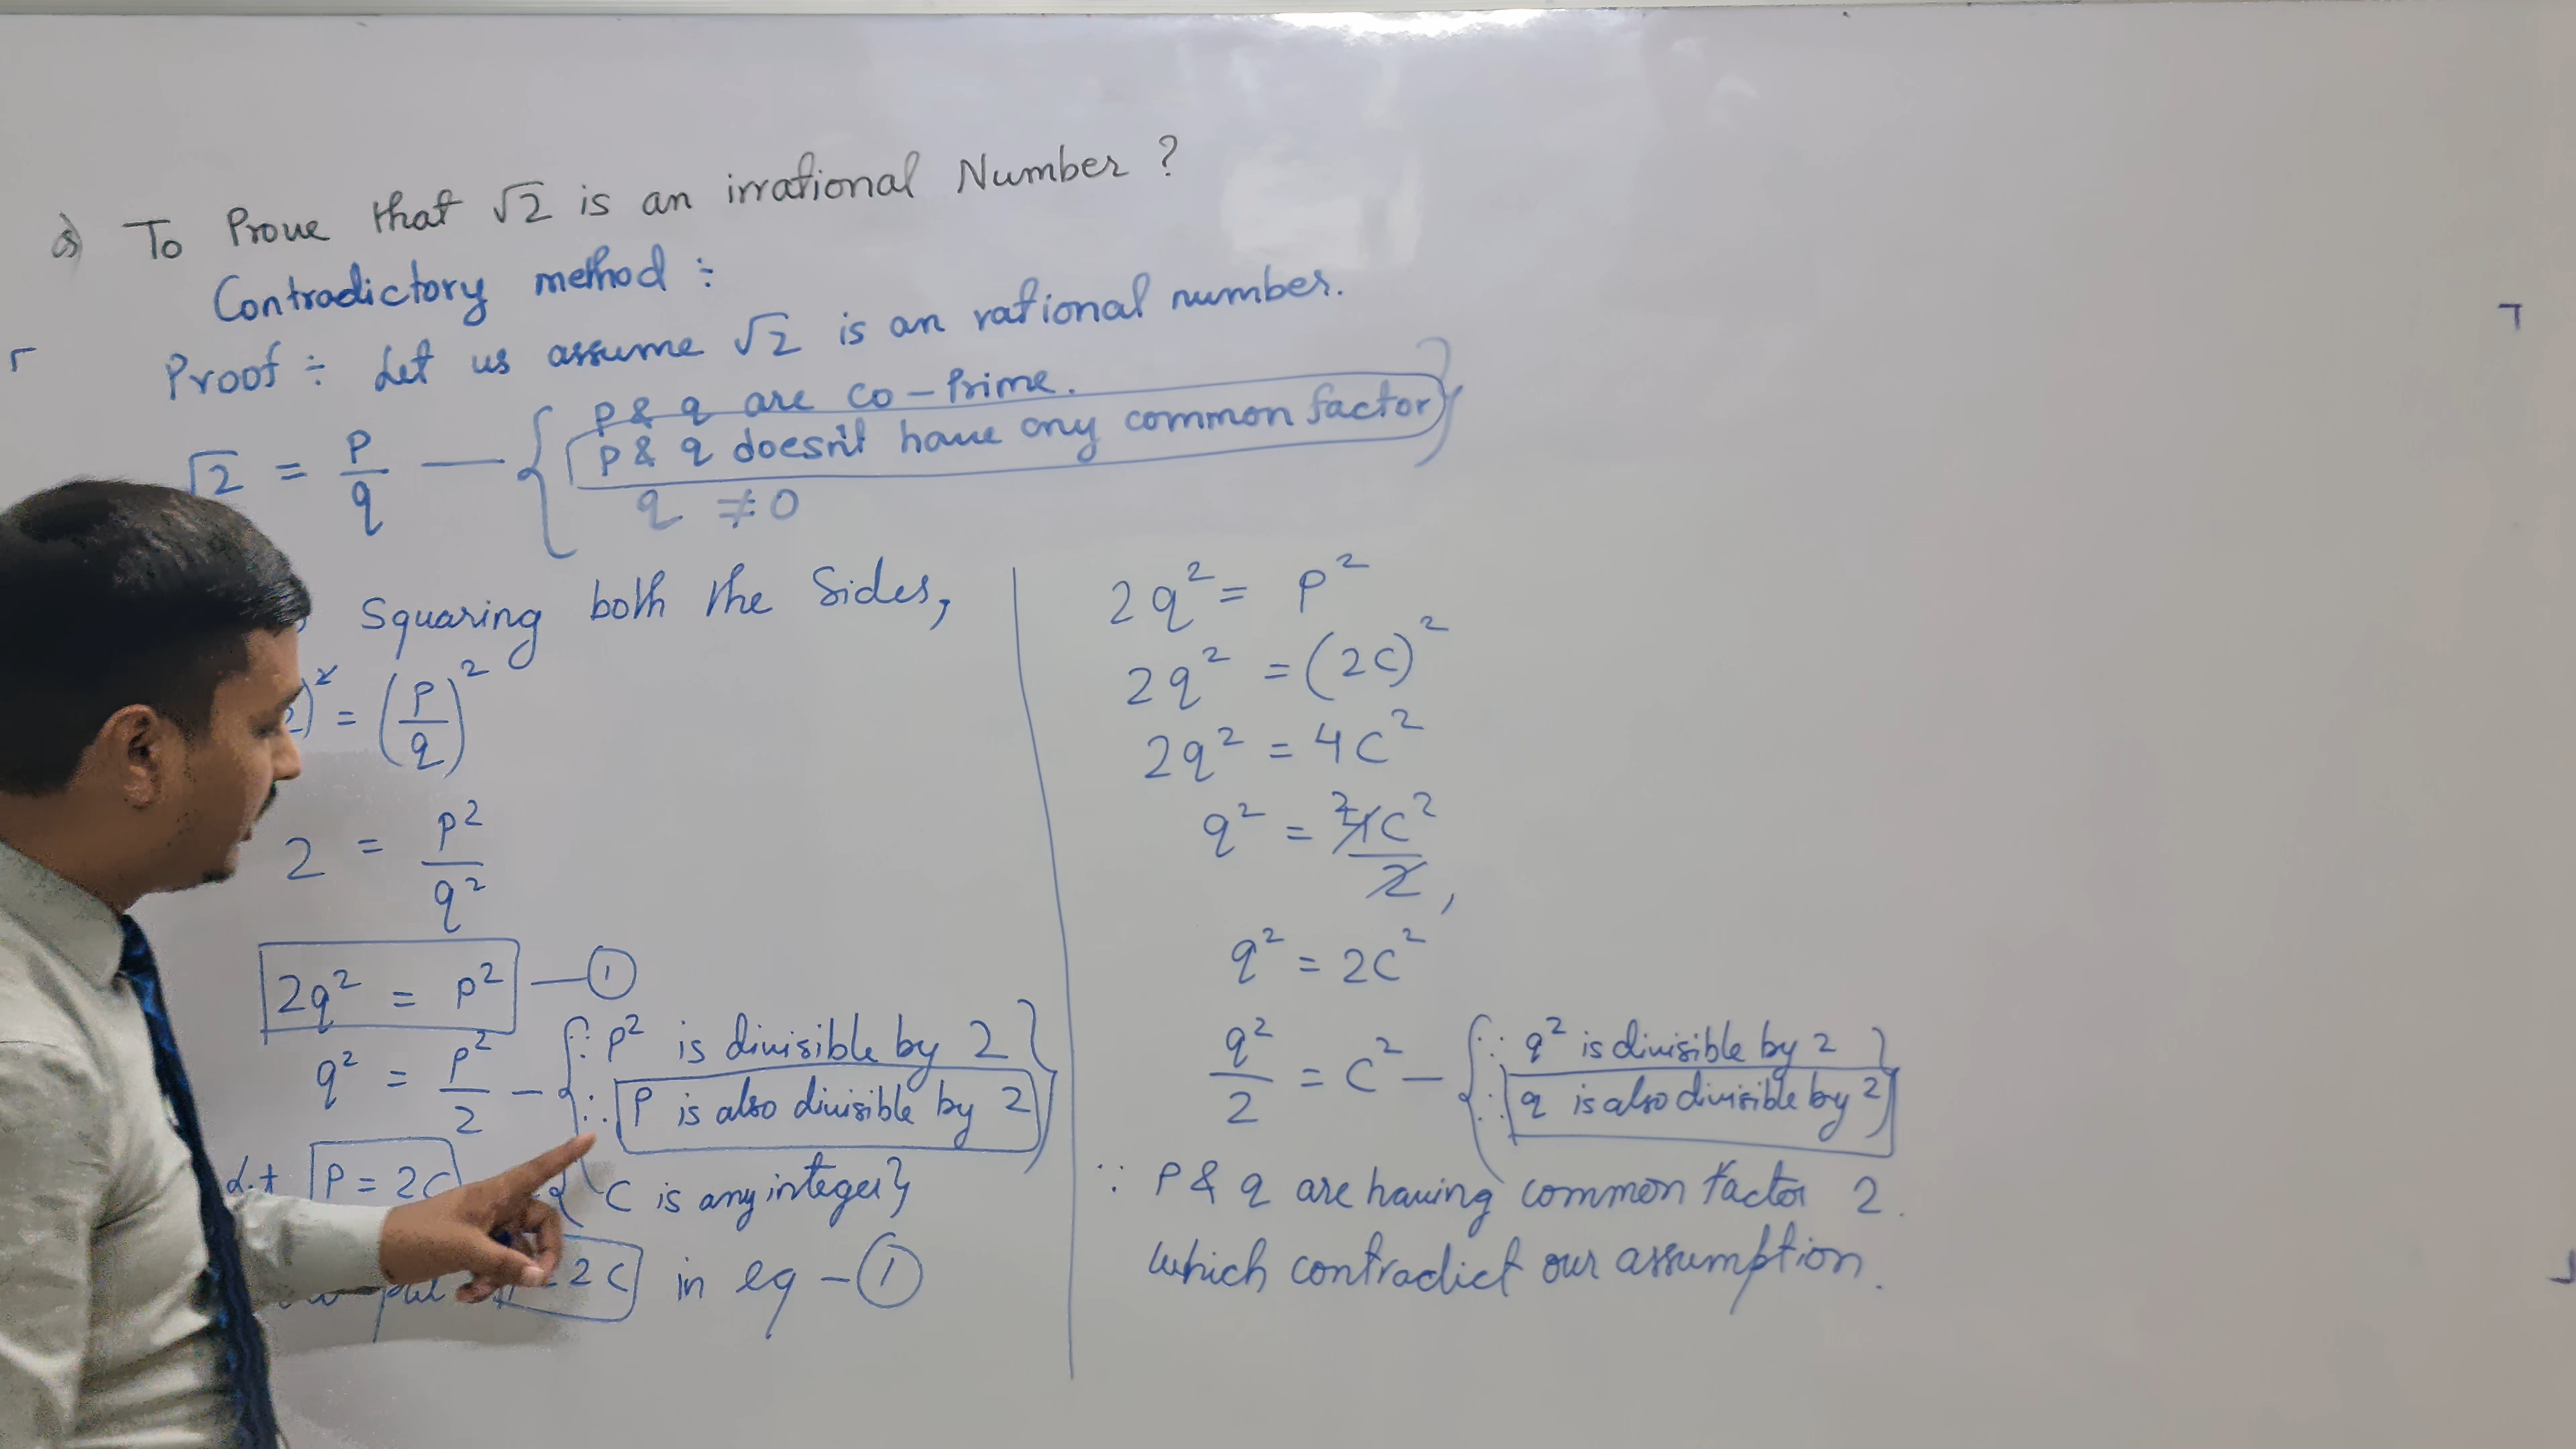 Q) To Prove that √2 is an irrational Number ?
Contradictory method ÷
Proof ÷ Let us assume √2 is an rational number.
√2 = p/q — { p & q are co-prime.
p & q doesn't have any common factor }
q ≠ 0
Squaring both the Sides,
2)² = (p/q)²
2 = p²/q²
2q² = p² — ①
q² = p²/2 – { ∵ p² is divisible by 2
∴ p is also divisible by 2 }
Let p = 2c { c is any integer }
put = 2c in eq – ①
2q² = p²
2q² = (2c)²
2q² = 4c²
q² = 4c²/2 , 2
q² = 2c²
q²/2 = c² – { ∵ q² is divisible by 2
∴ q is also divisible by 2 }
∵ p & q are having common factor 2.
which contradict our assumption.